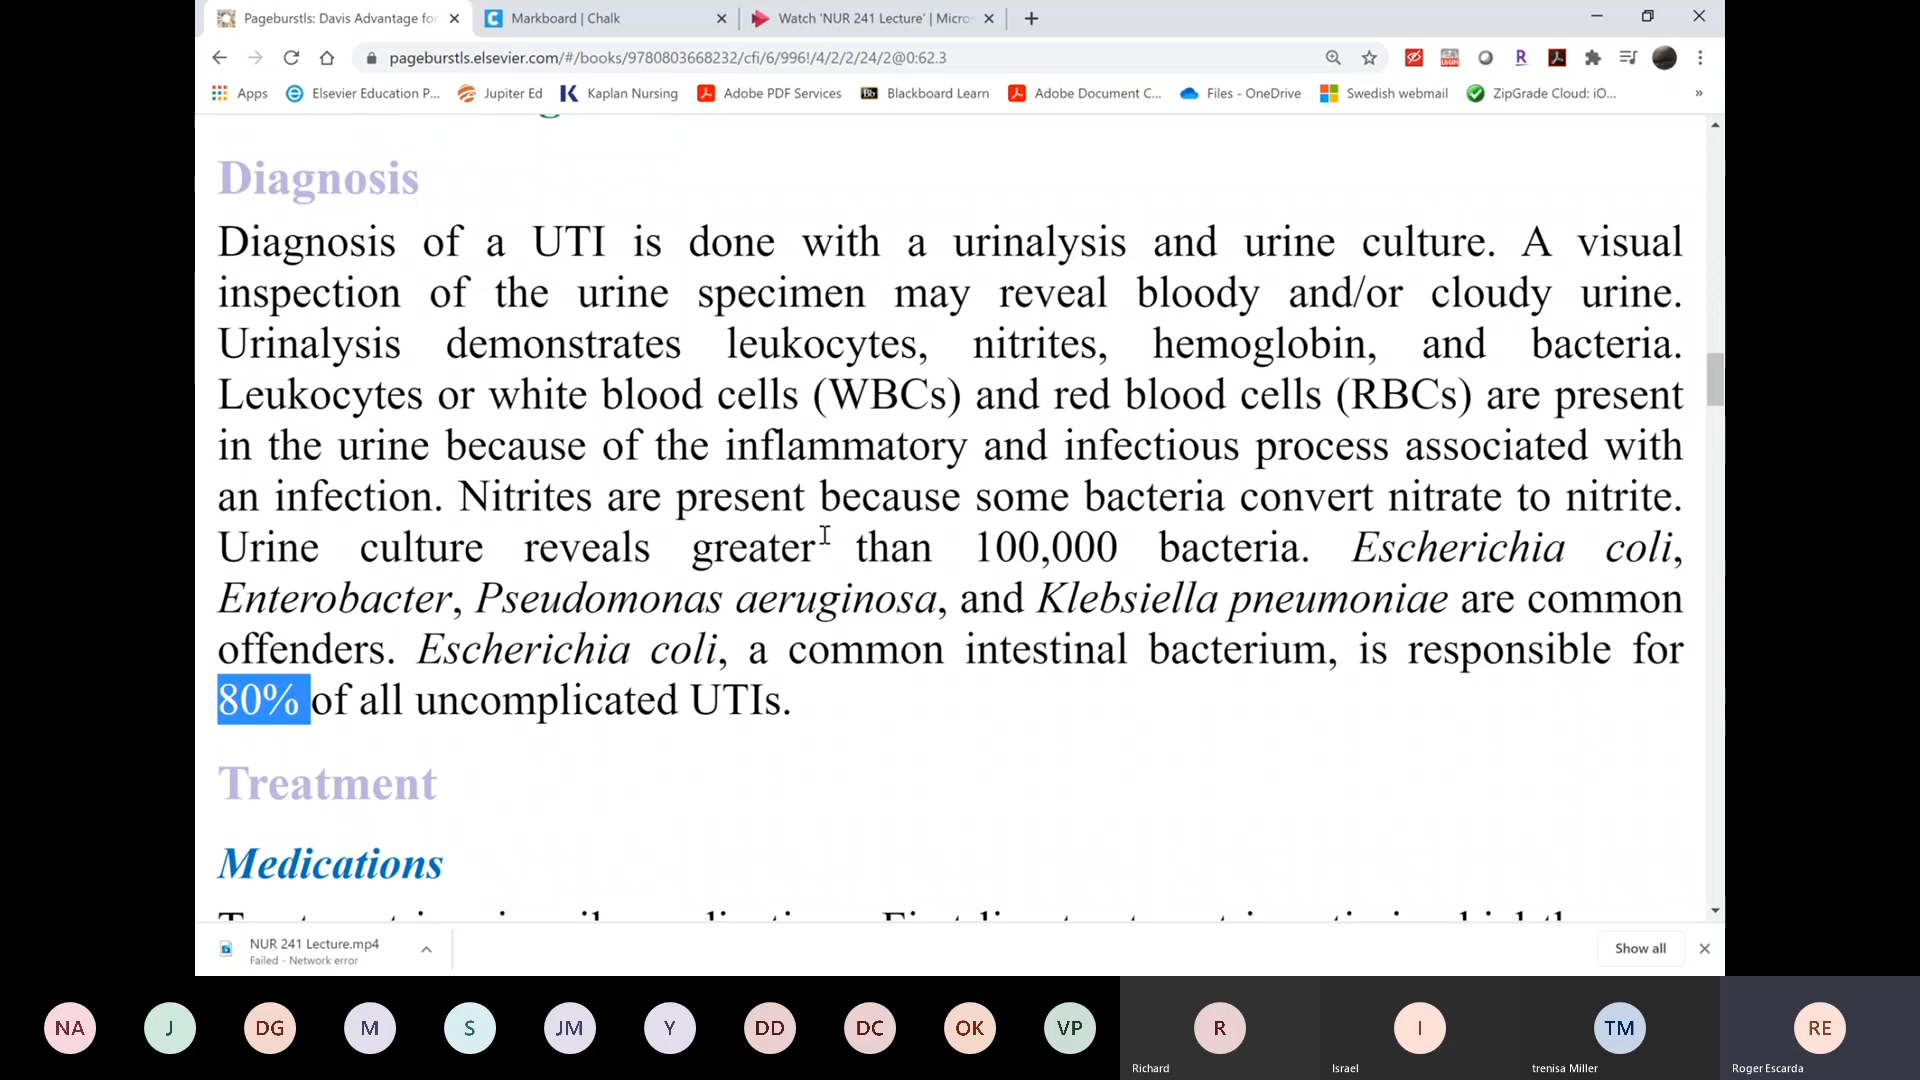 Pageburstls: Davis Advantage for
Markboard | Chalk
Watch 'NUR 241 Lecture' | Micro
pageburstls.elsevier.com/#/books/9780803668232/cfi/6/996!/4/2/2/24/2@0:62.3
Apps
Elsevier Education P...
Jupiter Ed
Kaplan Nursing
Adobe PDF Services
Bb
Blackboard Learn
Adobe Document C...
Files - OneDrive
Swedish webmail
ZipGrade Cloud: iO...
»
Diagnosis
Diagnosis of a UTI is done with a urinalysis and urine culture. A visual
inspection of the urine specimen may reveal bloody and/or cloudy urine.
Urinalysis demonstrates leukocytes, nitrites, hemoglobin, and bacteria.
Leukocytes or white blood cells (WBCs) and red blood cells (RBCs) are present
in the urine because of the inflammatory and infectious process associated with
an infection. Nitrites are present because some bacteria convert nitrate to nitrite.
Urine culture reveals greater than 100,000 bacteria. Escherichia coli,
Enterobacter, Pseudomonas aeruginosa, and Klebsiella pneumoniae are common
offenders. Escherichia coli, a common intestinal bacterium, is responsible for
80% of all uncomplicated UTIs.
Treatment
Medications
NUR 241 Lecture.mp4
Failed - Network error
Show all
NA
J
DG
M
S
JM
Y
DD
DC
OK
VP
R
I
TM
RE
Richard
Israel
trenisa Miller
Roger Escarda